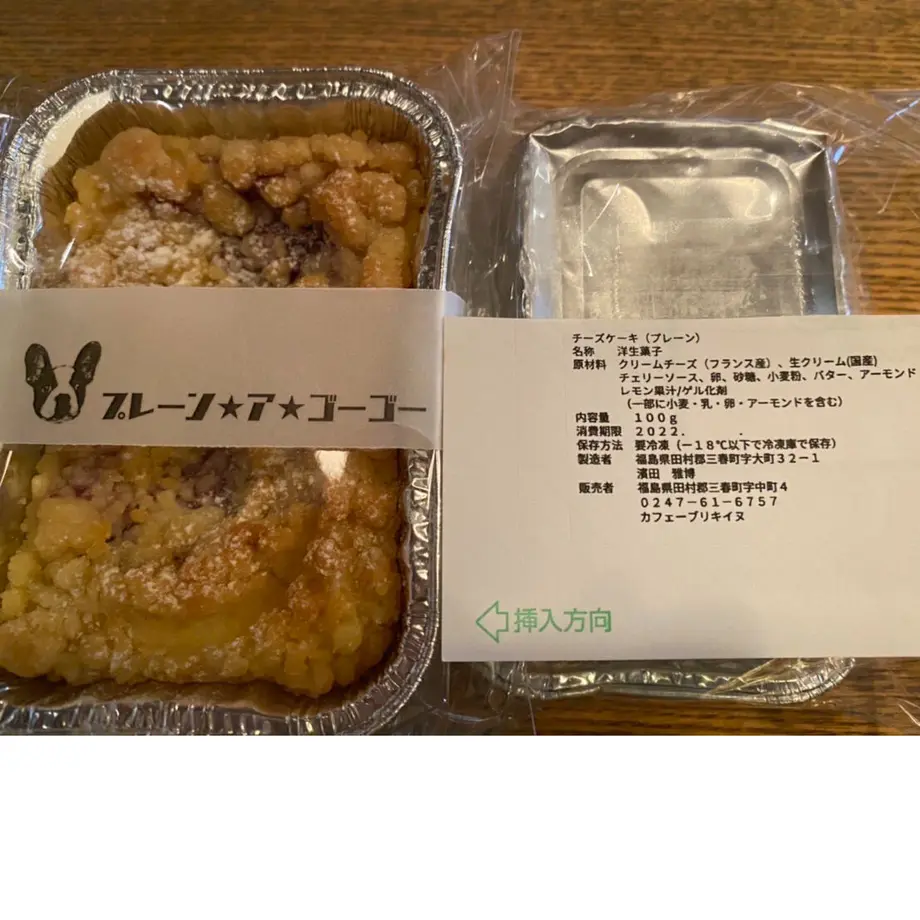 プレーン★ア★ゴーゴー
チーズケーキ（プレーン）
名称 洋生菓子
原材料 クリームチーズ（フランス産）、生クリーム(国産)
チェリーソース、卵、砂糖、小麦粉、バター、アーモンド
レモン果汁/ゲル化剤
（一部に小麦・乳・卵・アーモンドを含む）
内容量 １００ｇ
消費期限 ２０２２． ．
保存方法 要冷凍（－１８℃以下で冷凍庫で保存）
製造者 福島県田村郡三春町字大町３２－１
濱田 雅博
販売者 福島県田村郡三春町字中町４
０２４７－６１－６７５７
カフェーブリキイヌ
挿入方向